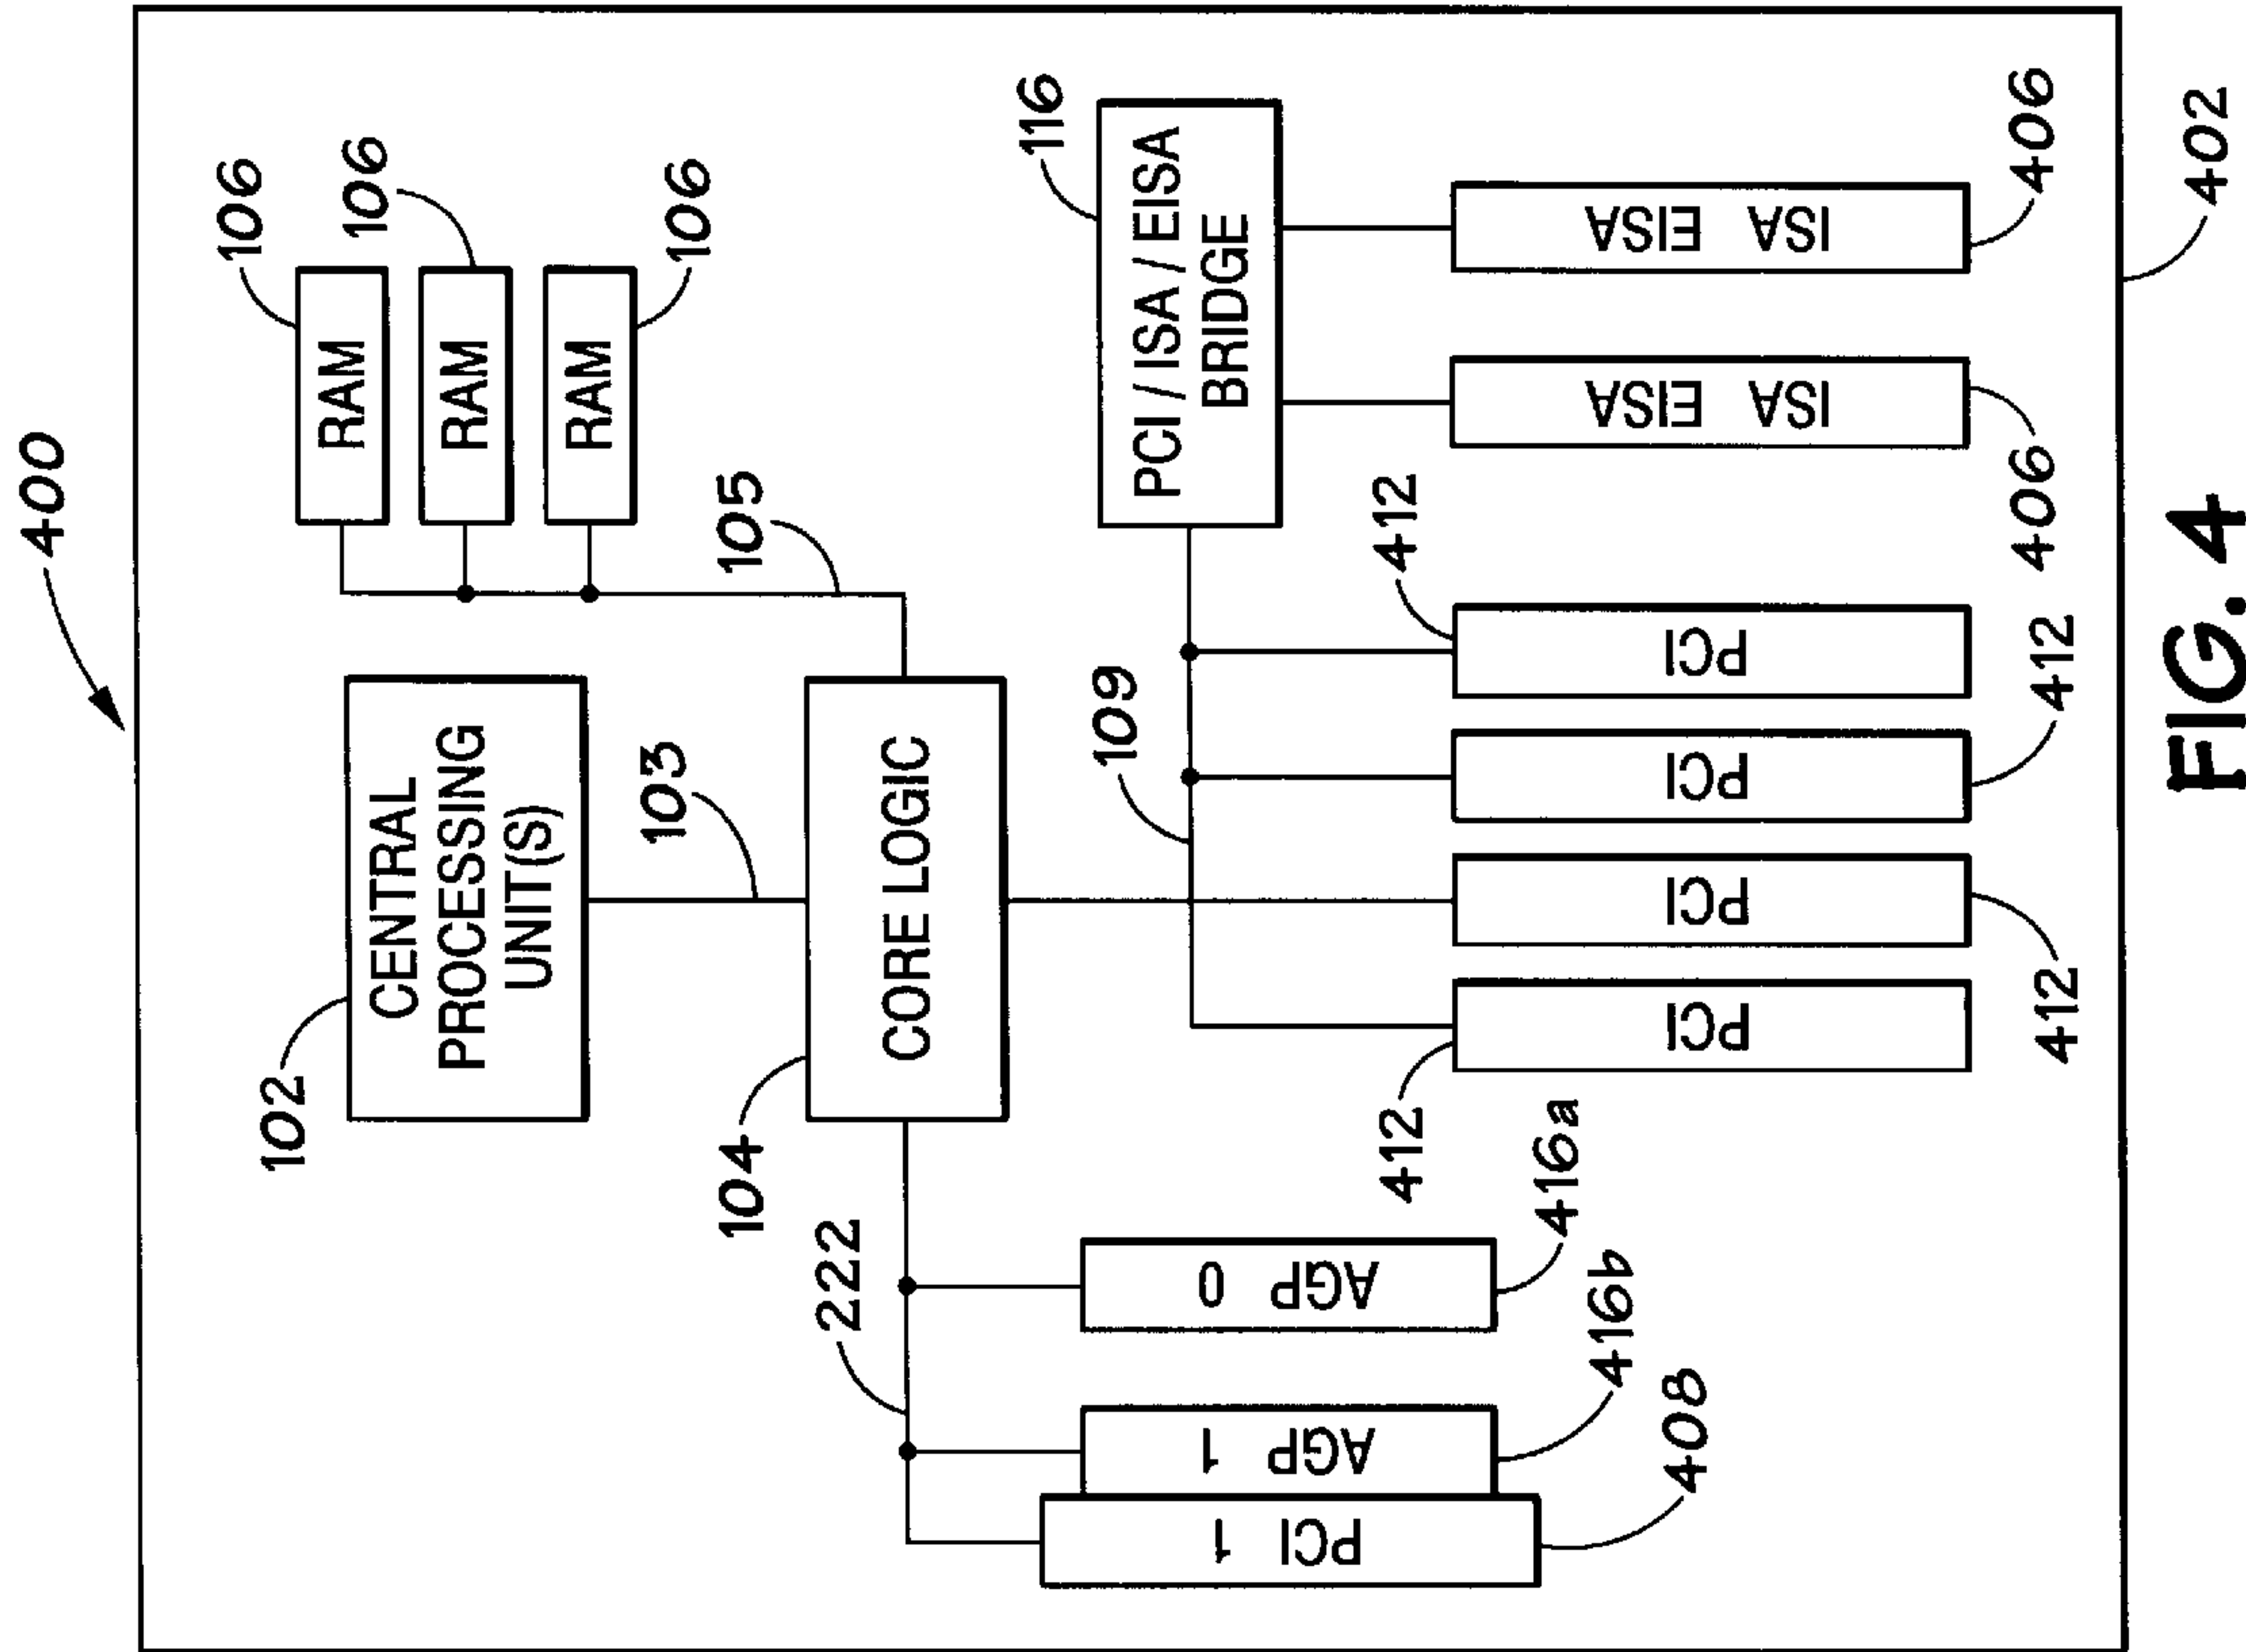 400
102
CENTRAL
PROCESSING
UNIT(S)
106
RAM
106
RAM
106
RAM
103
105
104
CORE LOGIC
222
109
116
PCI / ISA / EISA
BRIDGE
PCI 1
408
AGP 1
416b
AGP 0
416a
412
PCI
PCI
412
PCI
412
412
PCI
ISA EISA
406
ISA EISA
406
402
FIG. 4